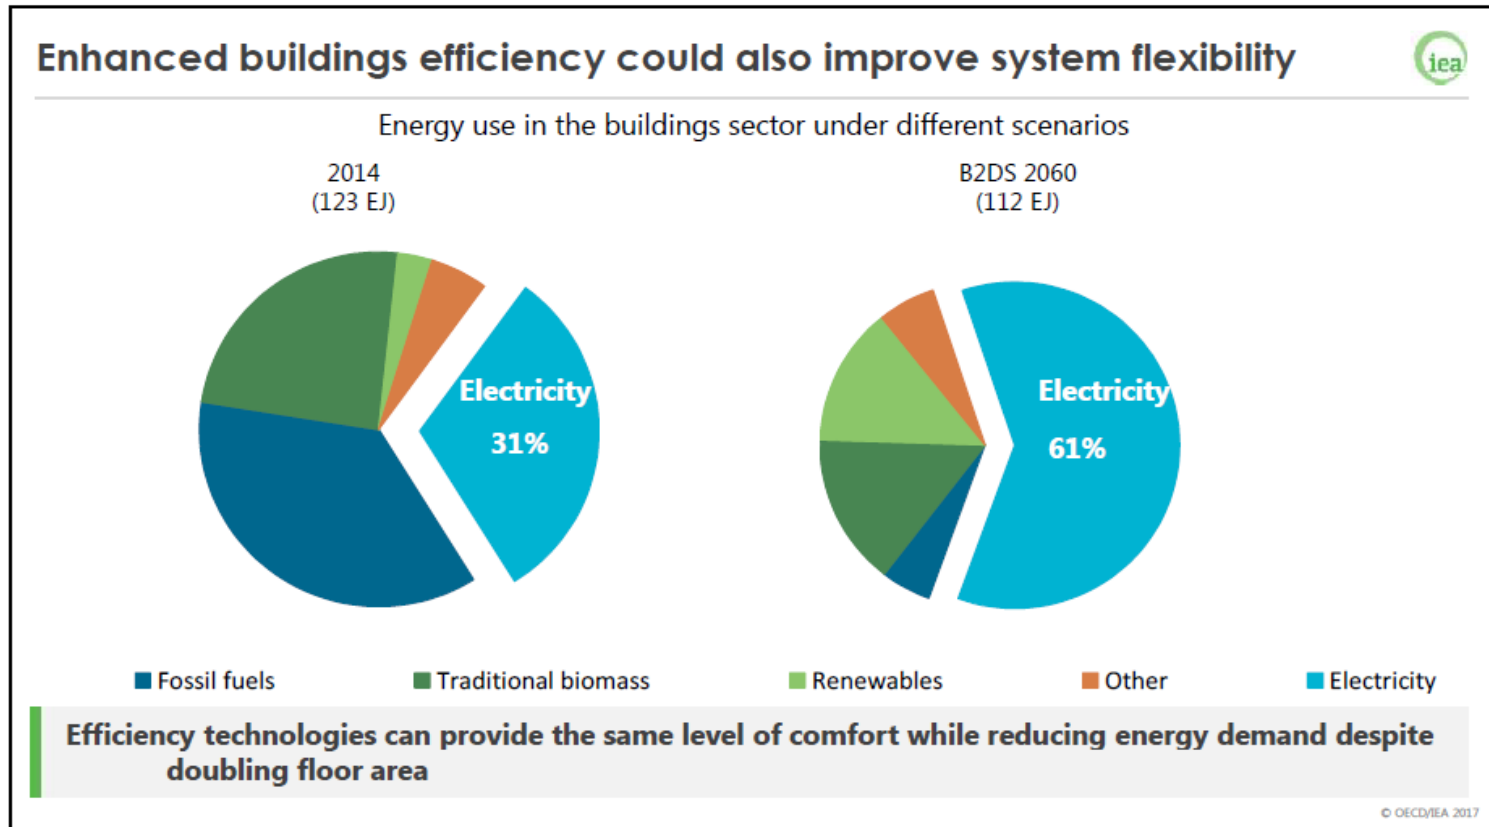 Enhanced buildings efficiency could also improve system flexibility
iea
Energy use in the buildings sector under different scenarios
2014
(123 EJ)
B2DS 2060
(112 EJ)
Electricity
31%
Electricity
61%
Fossil fuels
Traditional biomass
Renewables
Other
Electricity
Efficiency technologies can provide the same level of comfort while reducing energy demand despite
doubling floor area
© OECD/IEA 2017